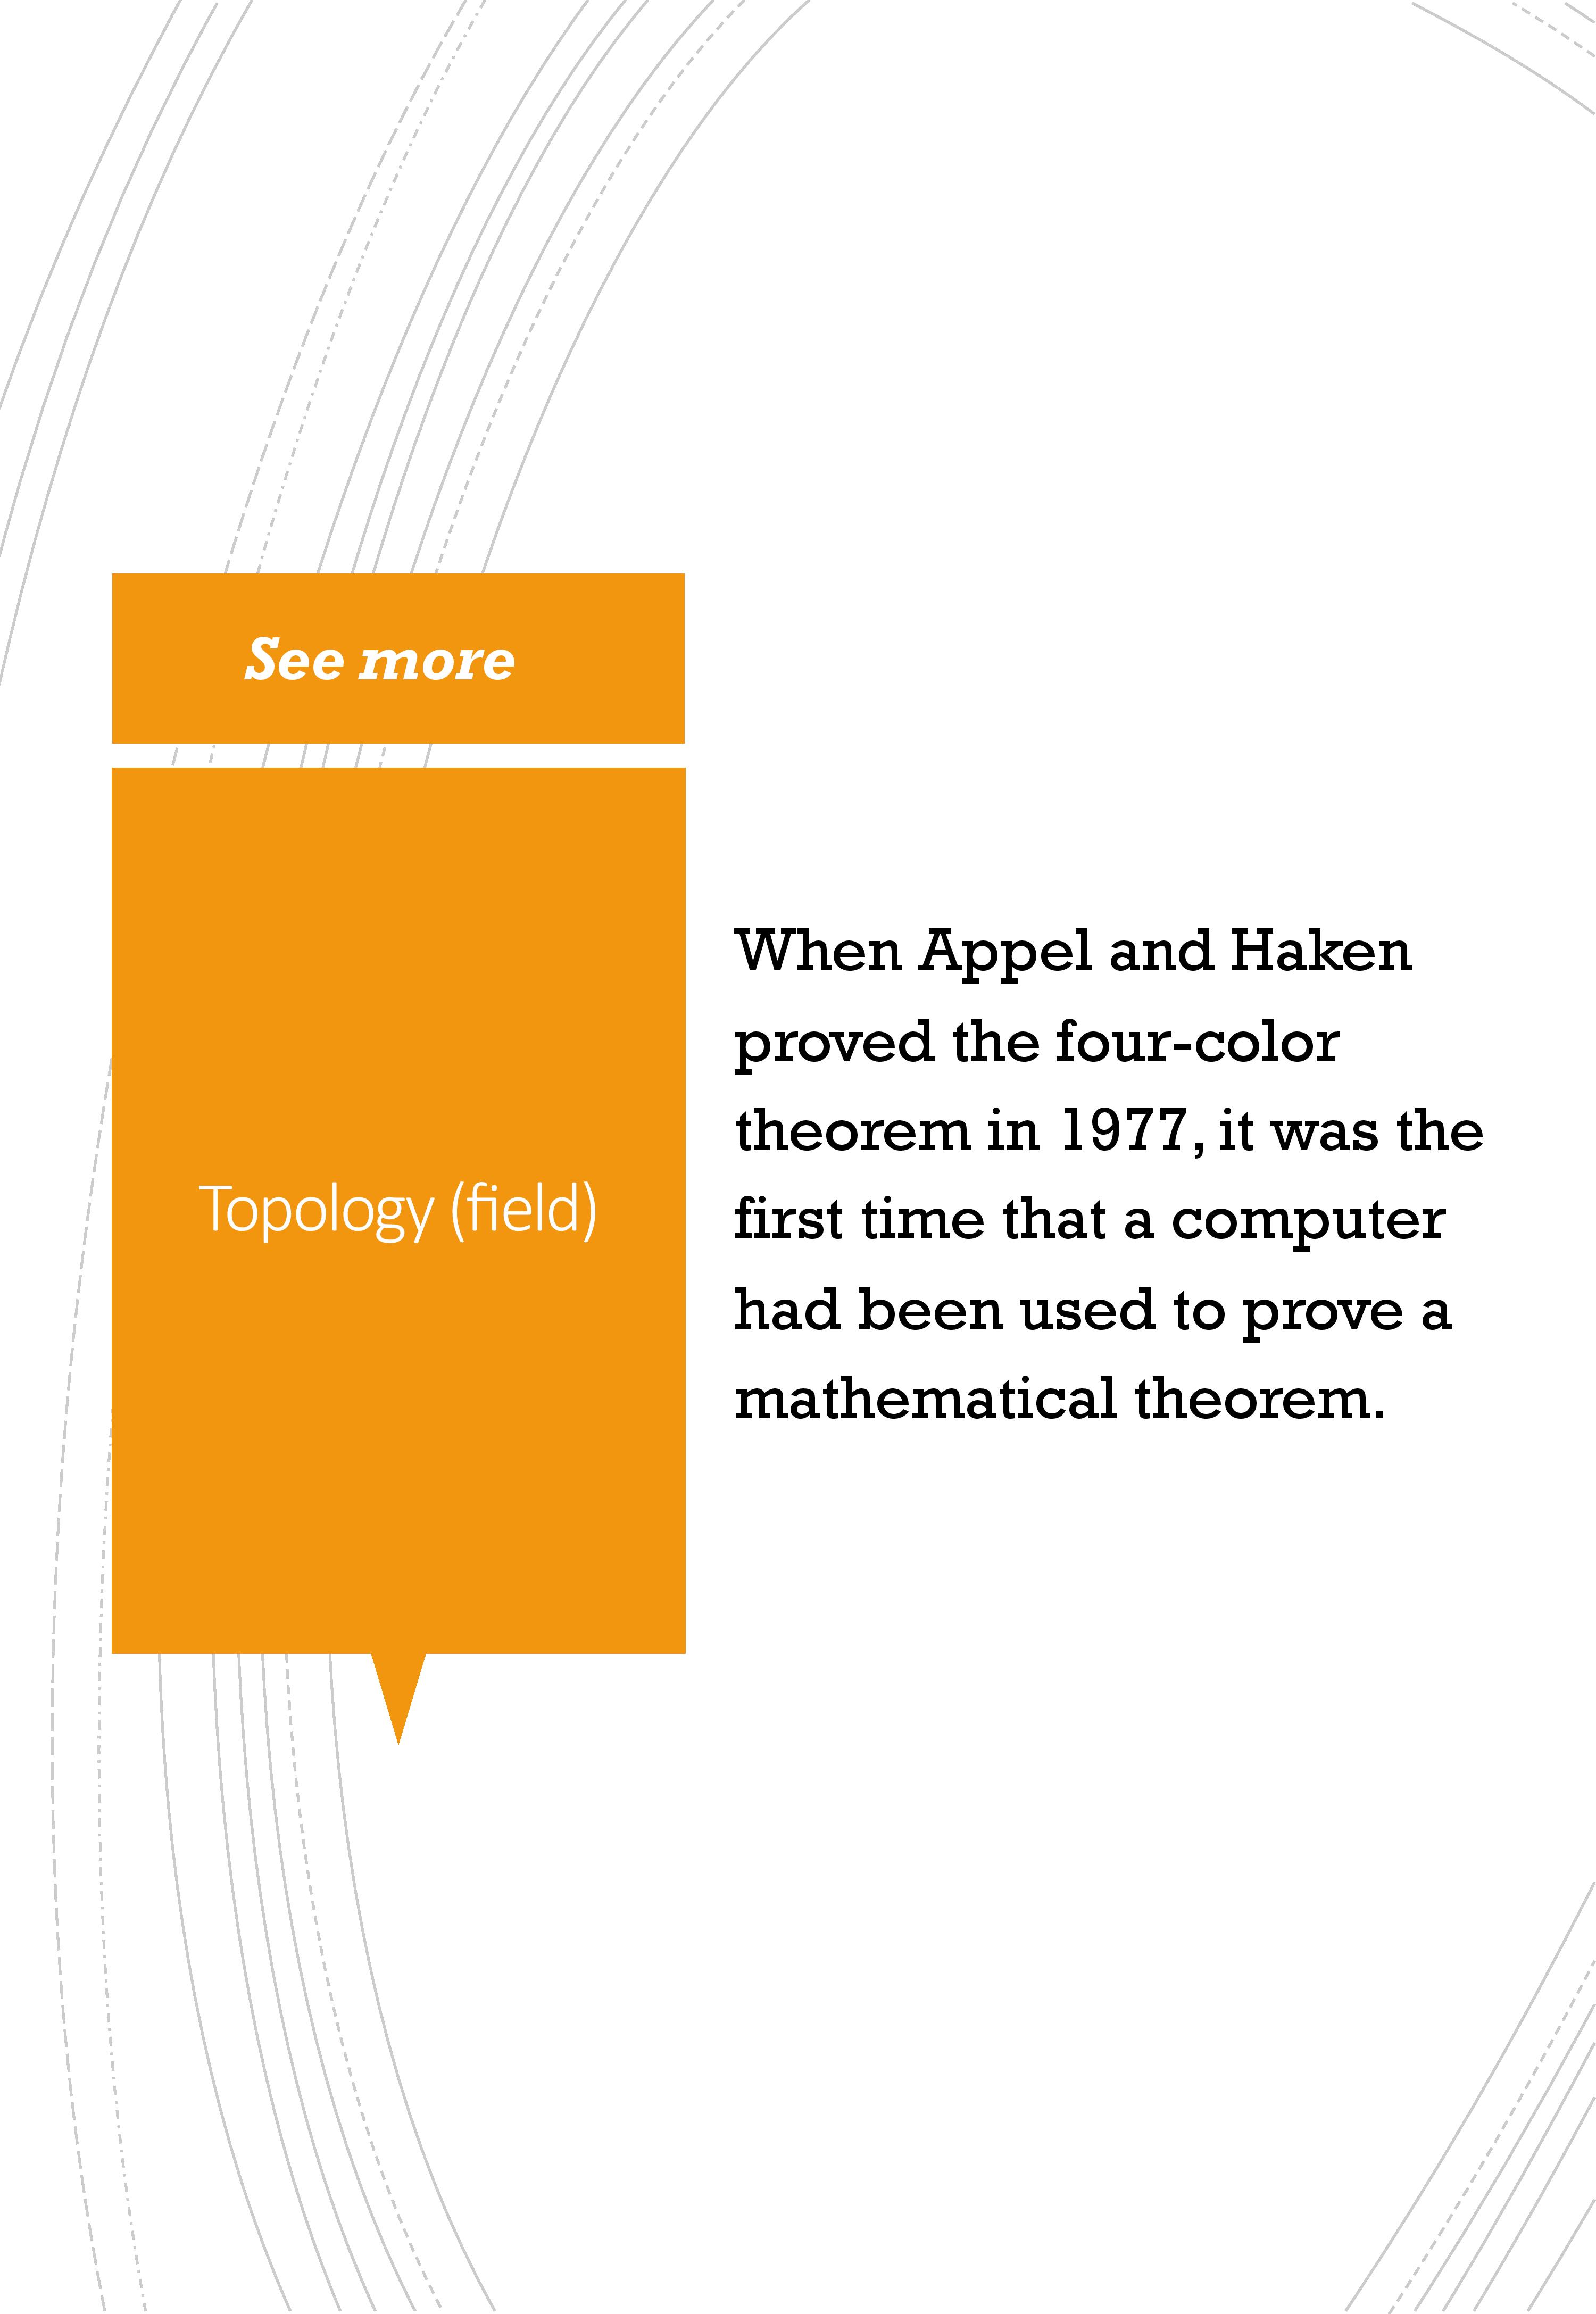 See more
Topology (field)
When Appel and Haken
proved the four-color
theorem in 1977, it was the
first time that a computer
had been used to prove a
mathematical theorem.